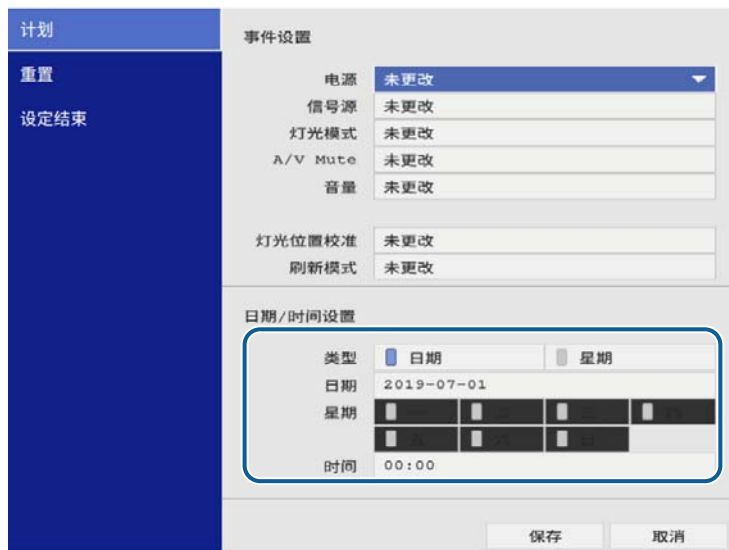 计划
重置
设定结束
事件设置
电源 未更改
信号源 未更改
灯光模式 未更改
A/V Mute 未更改
音量 未更改
灯光位置校准 未更改
刷新模式 未更改
日期/时间设置
类型 日期 星期
日期 2019-07-01
星期 一 二 三 四
五 六 日
时间 00:00
保存 取消